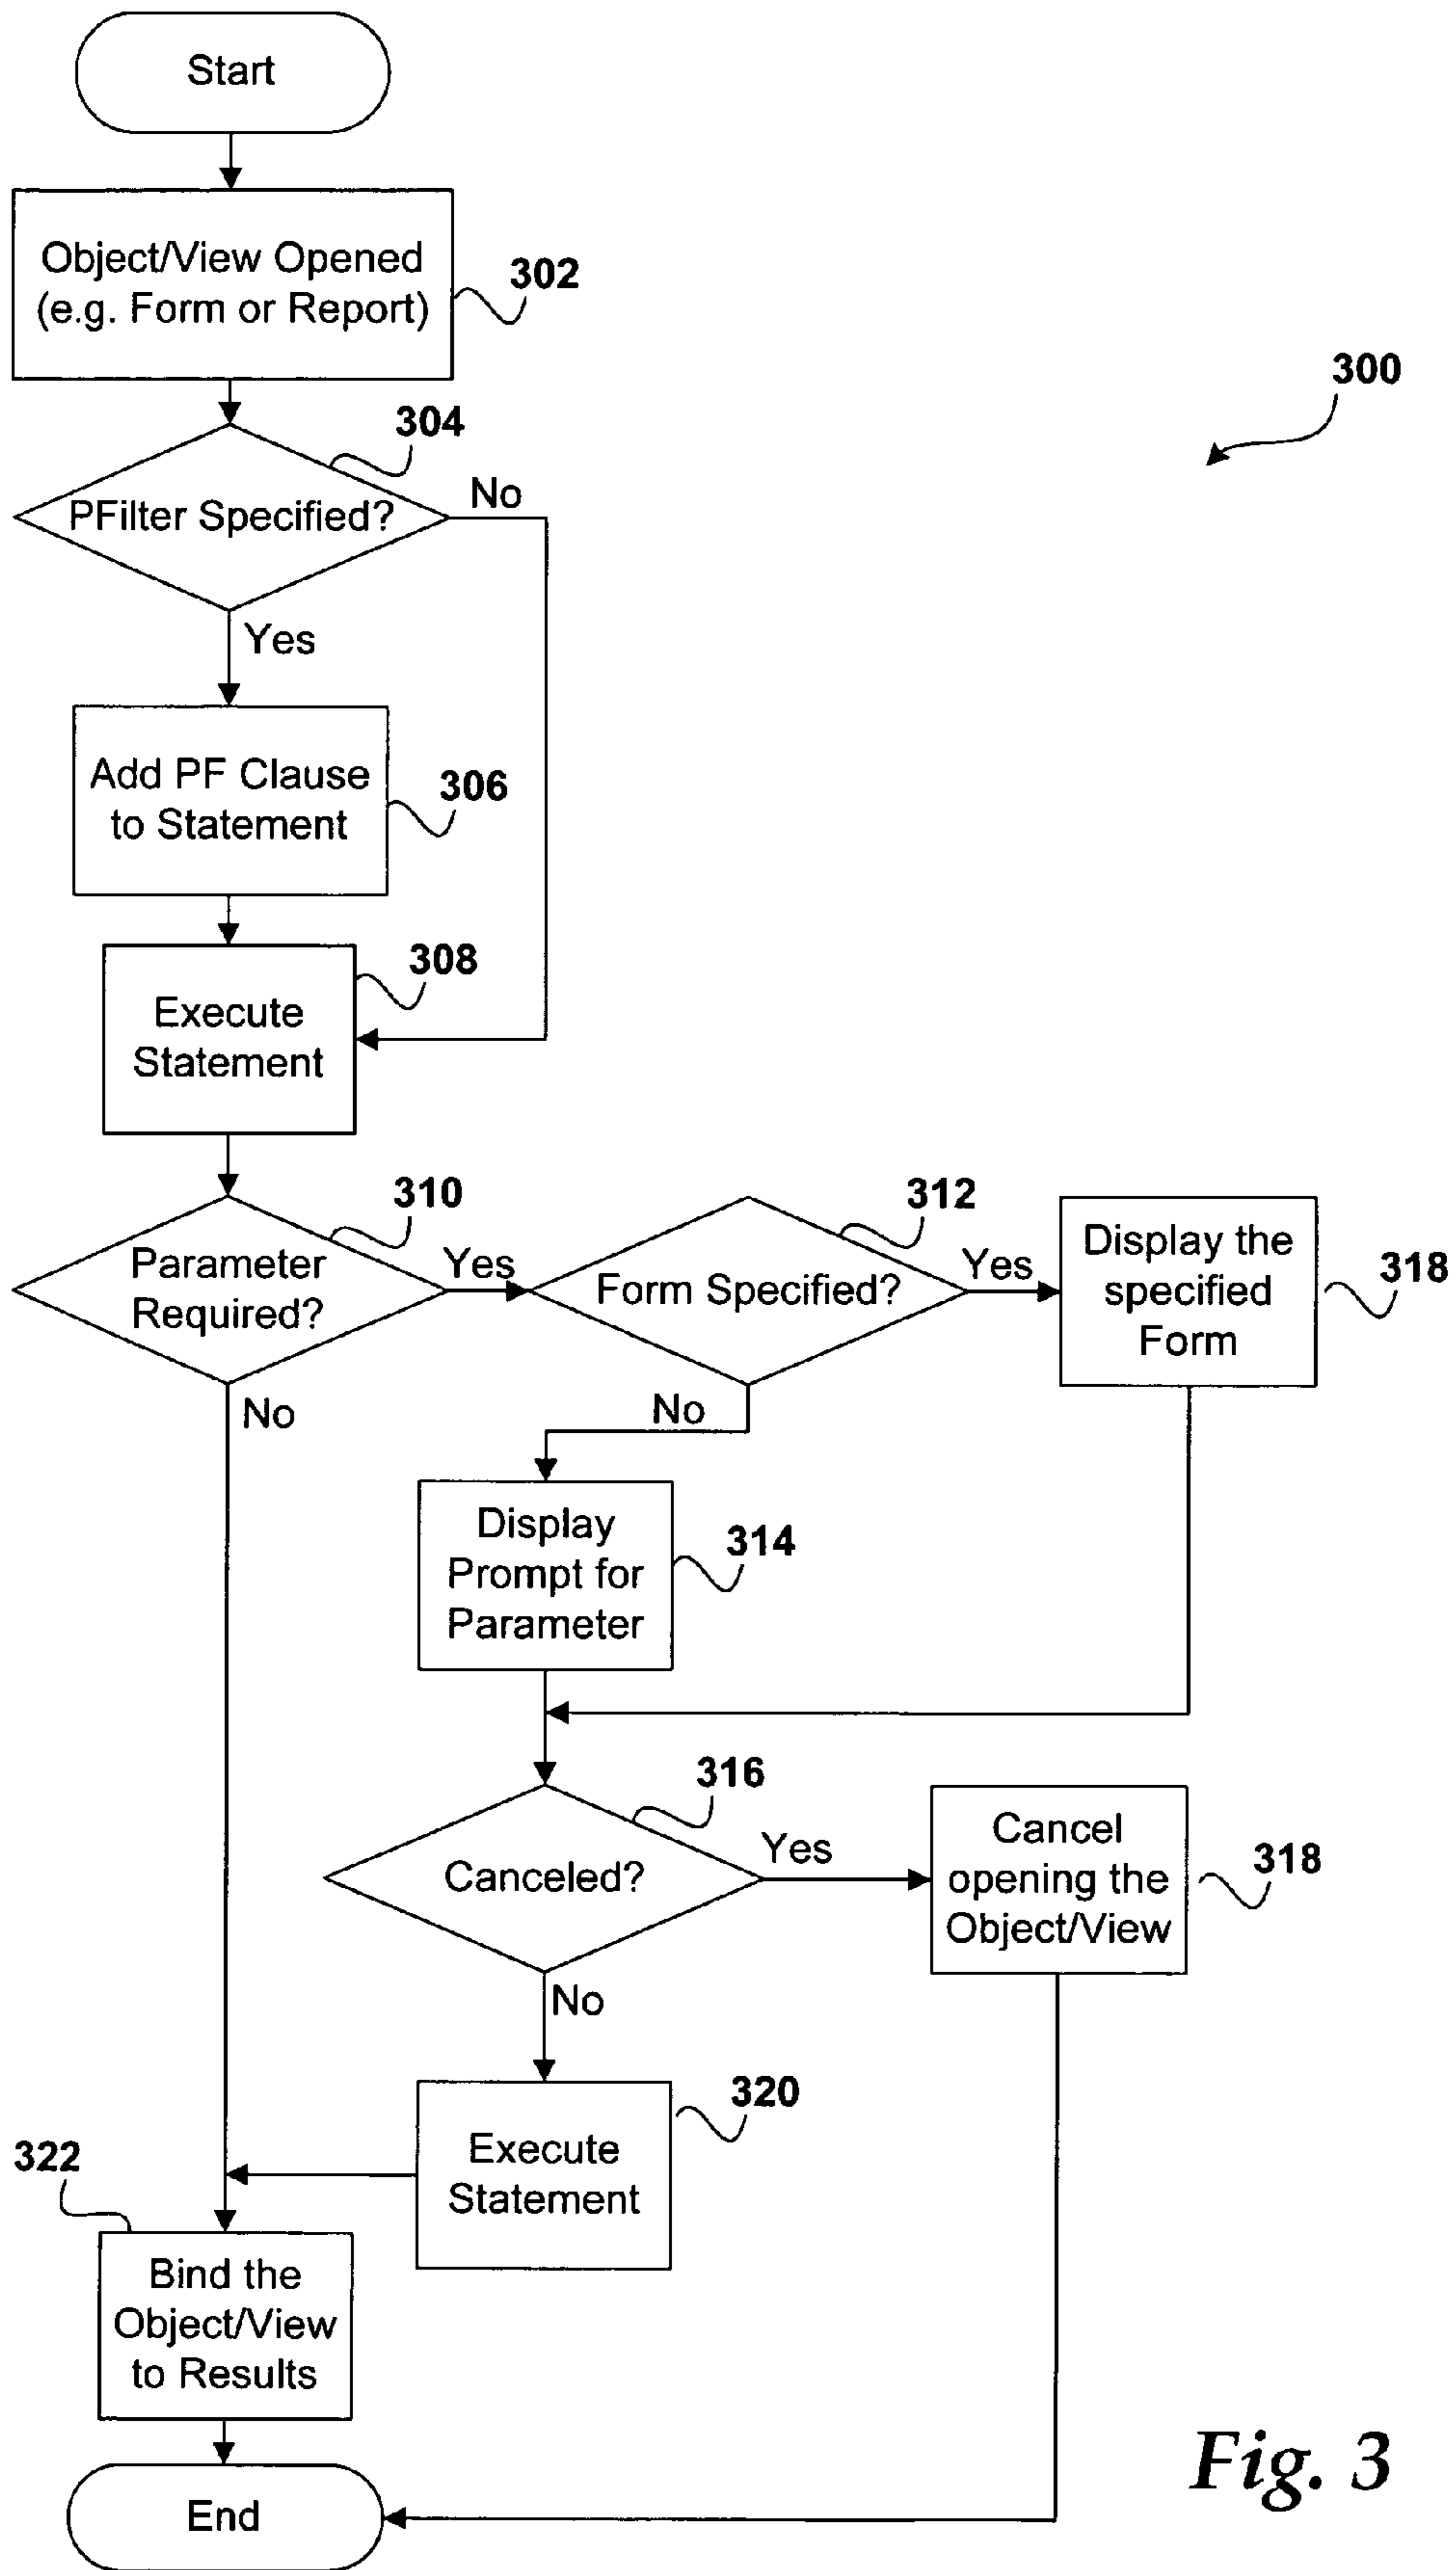 Start
Object/View Opened
(e.g. Form or Report)
302
300
304
PFilter Specified?
No
Yes
Add PF Clause
to Statement
306
308
Execute
Statement
310
Parameter
Required?
Yes
312
Form Specified?
Yes
Display the
specified
Form
318
No
No
Display
Prompt for
Parameter
314
316
Canceled?
Yes
Cancel
opening the
Object/View
318
No
320
Execute
Statement
322
Bind the
Object/View
to Results
End
Fig. 3